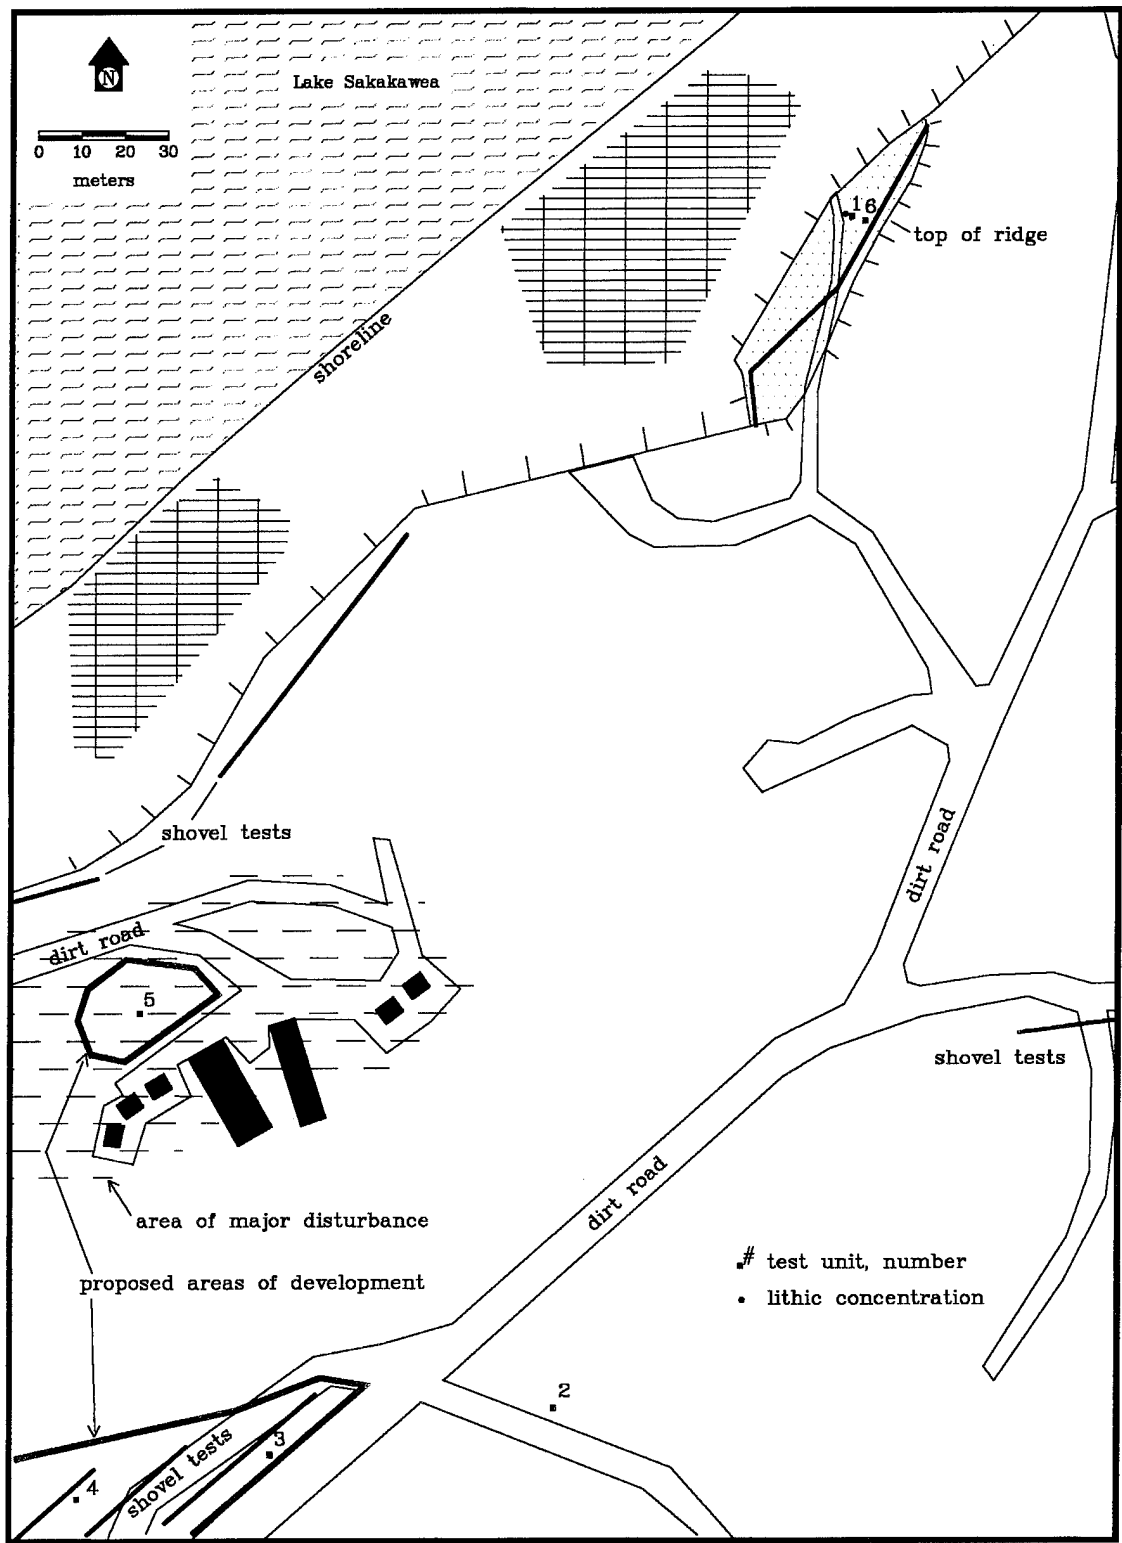 Lake Sakakawea
N
0 10 20 30
meters
1 6
top of ridge
shoreline
shovel tests
dirt road
dirt road
5
shovel tests
dirt road
area of major disturbance
# test unit, number
proposed areas of development
lithic concentration
2
3
shovel tests
4